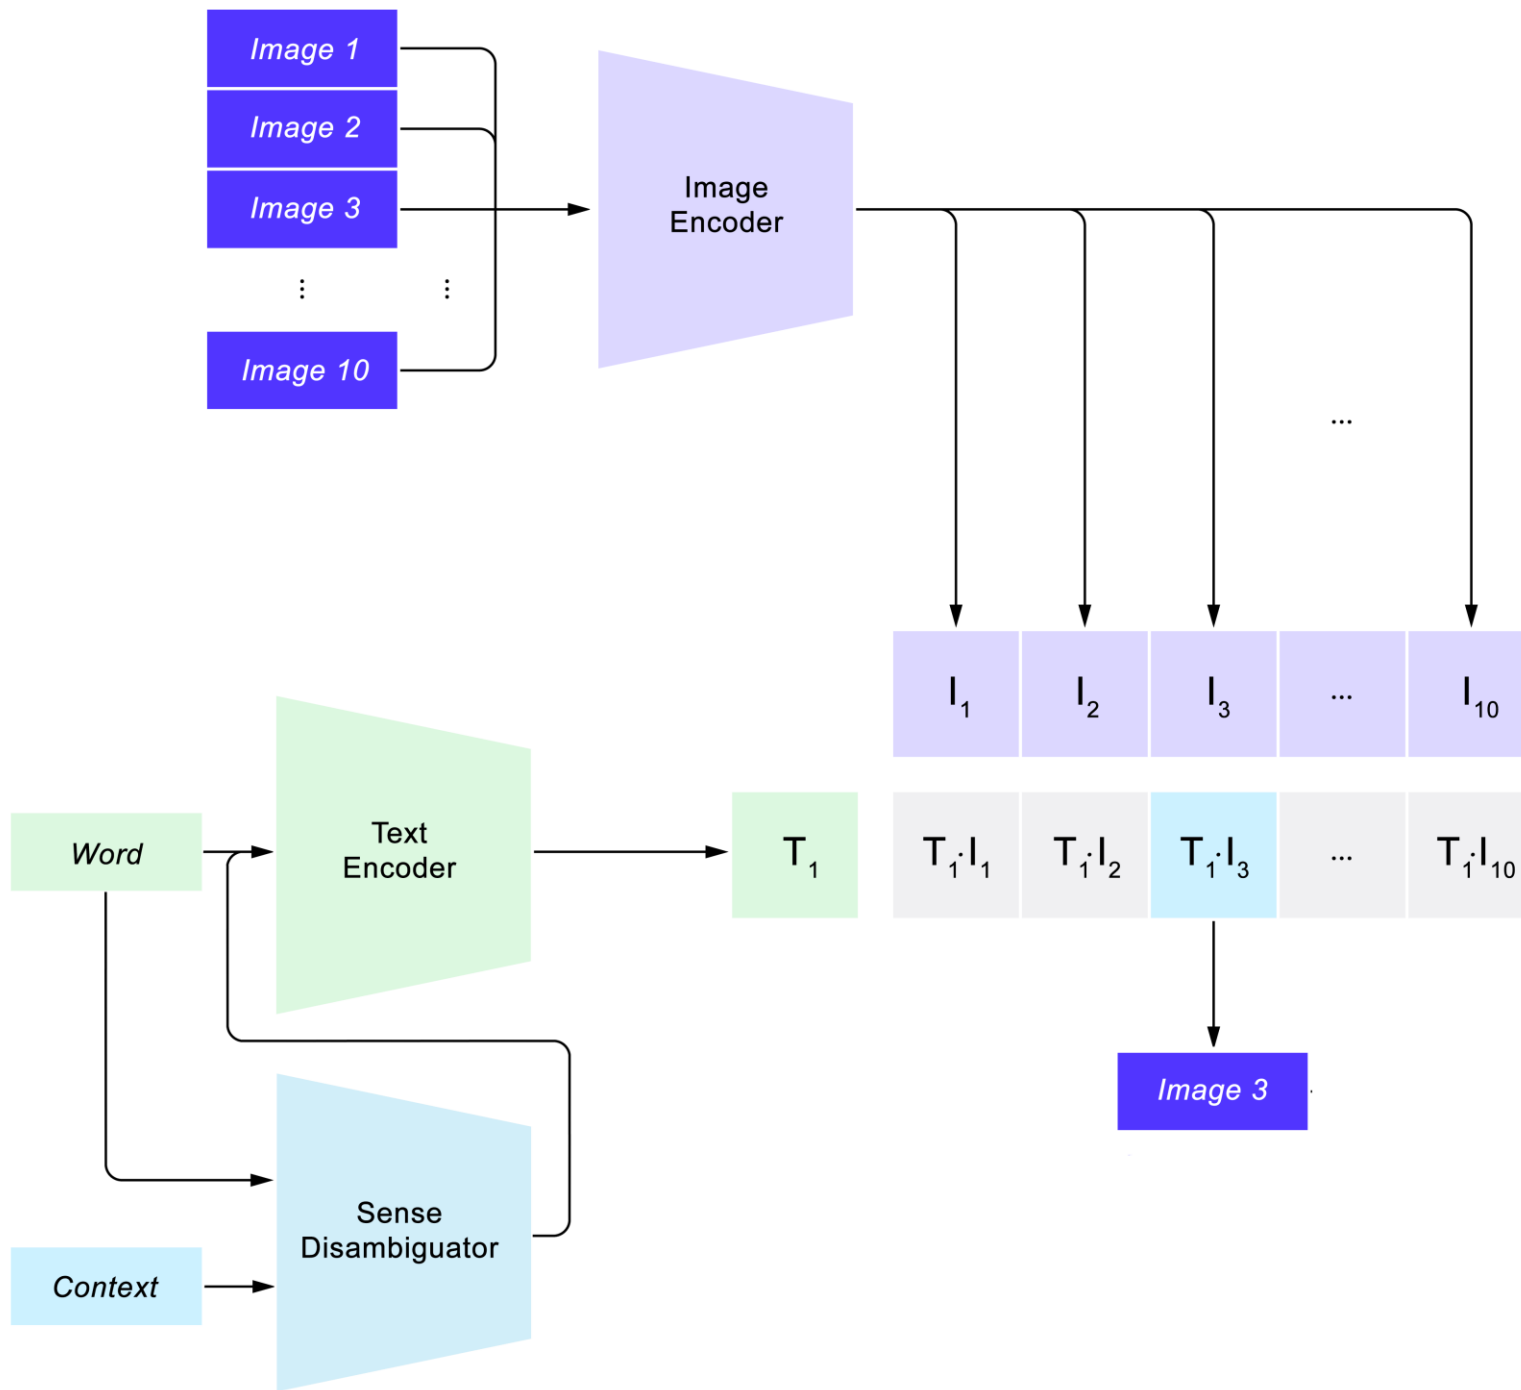 Image 1
Image 2
Image 3
⋮ ⋮
Image 10
Image
Encoder
...
I₁ I₂ I₃ ... I₁₀
Word
Text
Encoder
T₁
T₁·I₁ T₁·I₂ T₁·I₃ ... T₁·I₁₀
Image 3
Sense
Disambiguator
Context